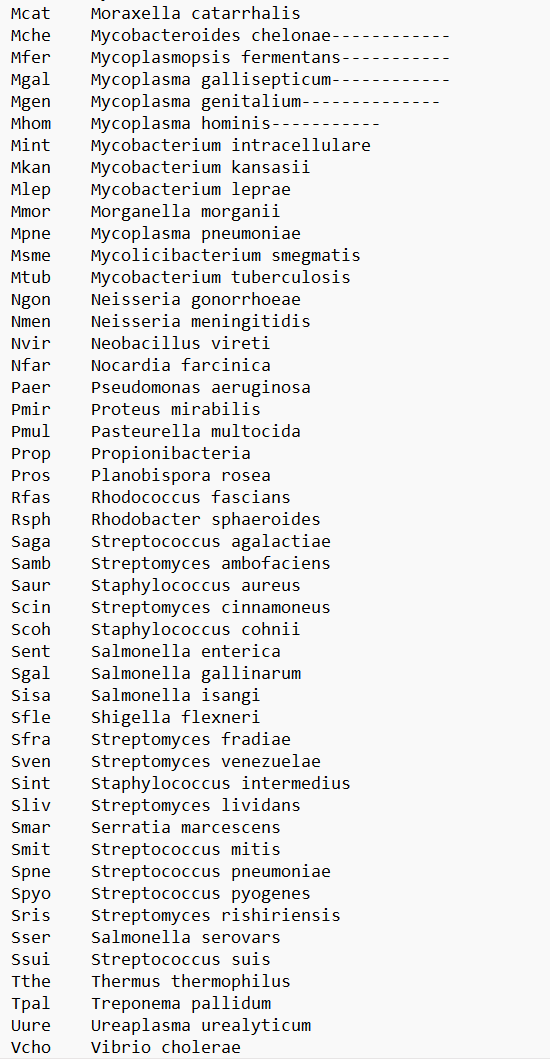 Mcat    Moraxella catarrhalis
Mche    Mycobacteroides chelonae------------
Mfer    Mycoplasmopsis fermentans-----------
Mgal    Mycoplasma gallisepticum------------
Mgen    Mycoplasma genitalium--------------
Mhom    Mycoplasma hominis-----------
Mint    Mycobacterium intracellulare
Mkan    Mycobacterium kansasii
Mlep    Mycobacterium leprae
Mmor    Morganella morganii
Mpne    Mycoplasma pneumoniae
Msme    Mycolicibacterium smegmatis
Mtub    Mycobacterium tuberculosis
Ngon    Neisseria gonorrhoeae
Nmen    Neisseria meningitidis
Nvir    Neobacillus vireti
Nfar    Nocardia farcinica
Paer    Pseudomonas aeruginosa
Pmir    Proteus mirabilis
Pmul    Pasteurella multocida
Prop    Propionibacteria
Pros    Planobispora rosea
Rfas    Rhodococcus fascians
Rsph    Rhodobacter sphaeroides
Saga    Streptococcus agalactiae
Samb    Streptomyces ambofaciens
Saur    Staphylococcus aureus
Scin    Streptomyces cinnamoneus
Scoh    Staphylococcus cohnii
Sent    Salmonella enterica
Sgal    Salmonella gallinarum
Sisa    Salmonella isangi
Sfle    Shigella flexneri
Sfra    Streptomyces fradiae
Sven    Streptomyces venezuelae
Sint    Staphylococcus intermedius
Sliv    Streptomyces lividans
Smar    Serratia marcescens
Smit    Streptococcus mitis
Spne    Streptococcus pneumoniae
Spyo    Streptococcus pyogenes
Sris    Streptomyces rishiriensis
Sser    Salmonella serovars
Ssui    Streptococcus suis
Tthe    Thermus thermophilus
Tpal    Treponema pallidum
Uure    Ureaplasma urealyticum
Vcho    Vibrio cholerae